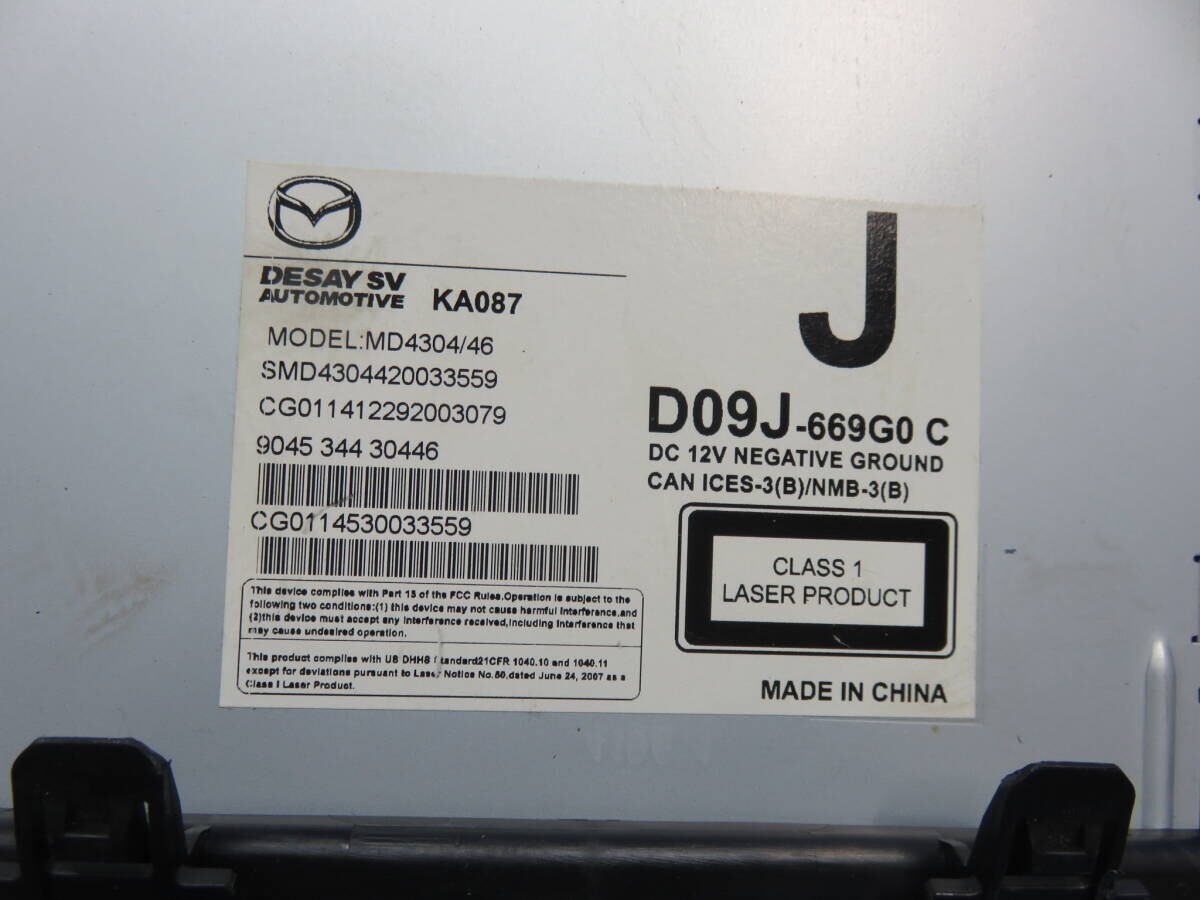 DESAY SV
AUTOMOTIVE KA087
MODEL:MD4304/46
SMD4304420033559
CG011412292003079
9045 344 30446
CG0114530033559
This device complies with Part 15 of the FCC Rules.Operation is subject to the
following two conditions:(1) this device may not cause harmful interference,and
(2)this device must accept any interference received,including interference that
may cause undesired operation.
This product complies with US DHHS Standard21CFR 1040.10 and 1040.11
except for deviations pursuant to Laser Notice No.50,dated June 24, 2007 as a
Class I Laser Product.
J
D09J-669G0 C
DC 12V NEGATIVE GROUND
CAN ICES-3(B)/NMB-3(B)
CLASS 1
LASER PRODUCT
MADE IN CHINA